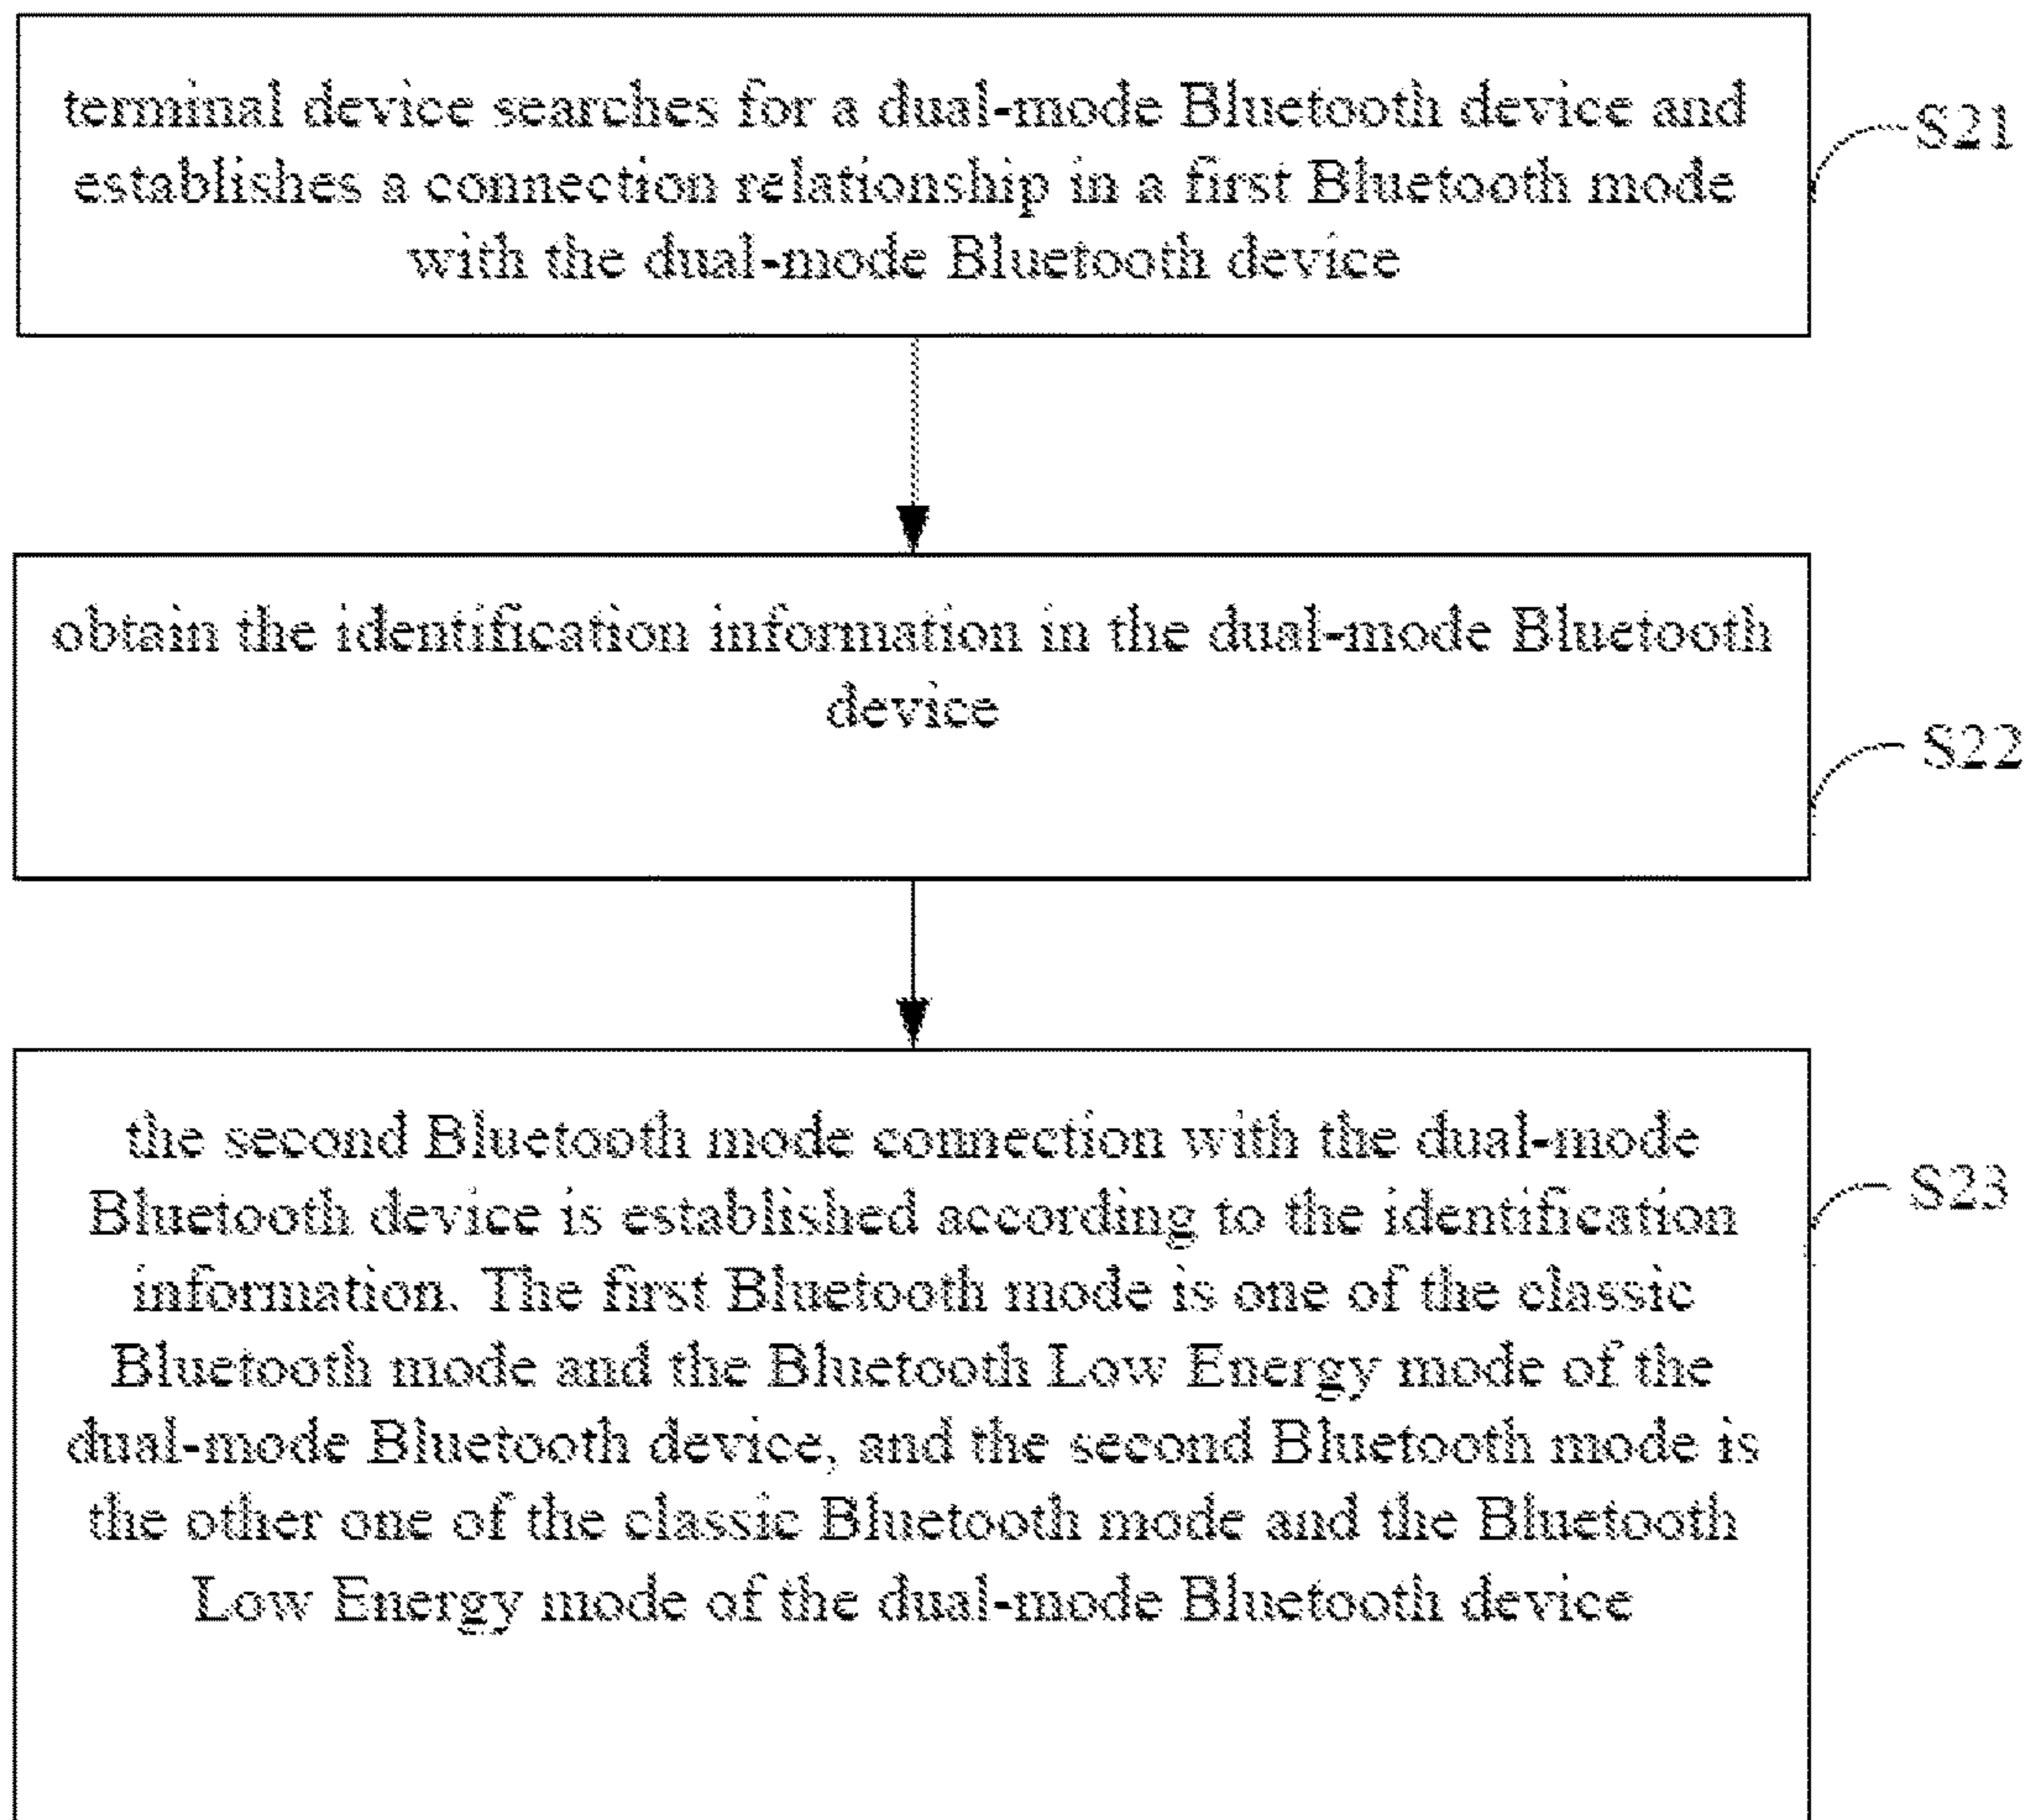 terminal device searches for a dual-mode Bluetooth device and
establishes a connection relationship in a first Bluetooth mode
with the dual-mode Bluetooth device
S21
obtain the identification information in the dual-mode Bluetooth
device
S22
the second Bluetooth mode connection with the dual-mode
Bluetooth device is established according to the identification
information. The first Bluetooth mode is one of the classic
Bluetooth mode and the Bluetooth Low Energy mode of the
dual-mode Bluetooth device, and the second Bluetooth mode is
the other one of the classic Bluetooth mode and the Bluetooth
Low Energy mode of the dual-mode Bluetooth device
S23